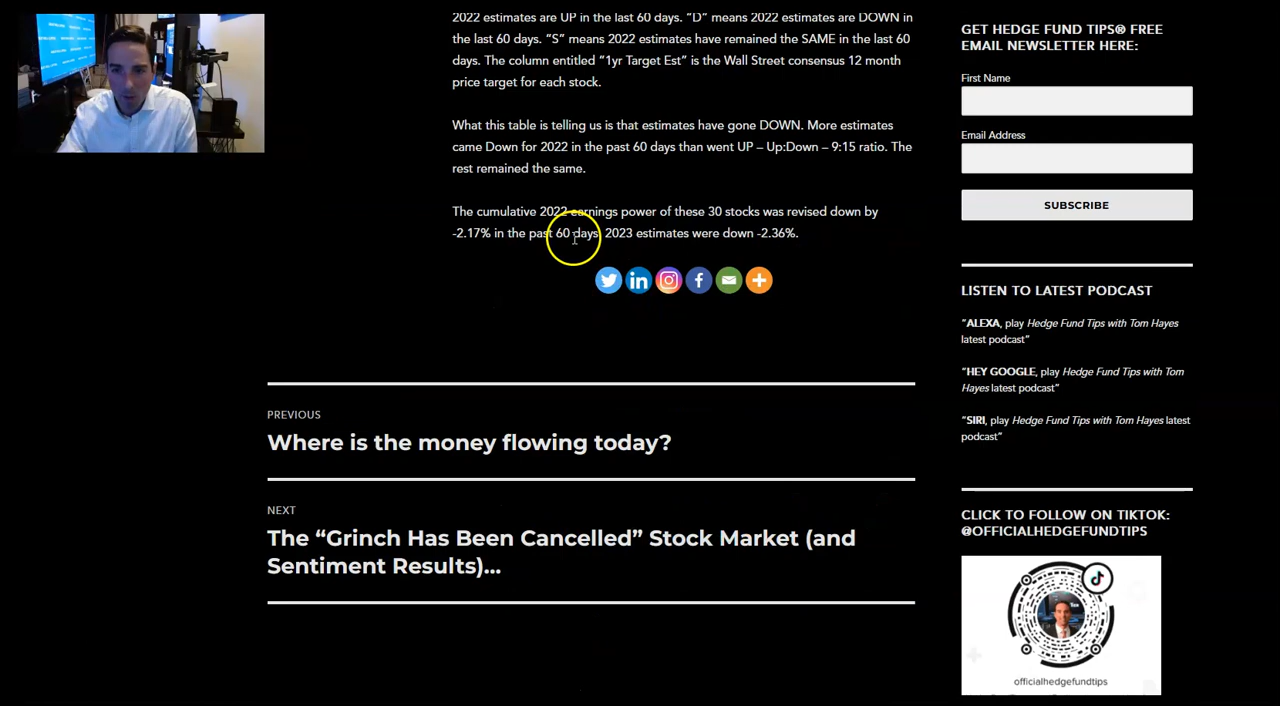 2022 estimates are UP in the last 60 days. “D” means 2022 estimates are DOWN in
the last 60 days. “S” means 2022 estimates have remained the SAME in the last 60
days. The column entitled “1yr Target Est” is the Wall Street consensus 12 month
price target for each stock.
What this table is telling us is that estimates have gone DOWN. More estimates
came Down for 2022 in the past 60 days than went UP – Up:Down – 9:15 ratio. The
rest remained the same.
The cumulative 2022 earnings power of these 30 stocks was revised down by
-2.17% in the past 60 days. 2023 estimates were down -2.36%.
PREVIOUS
Where is the money flowing today?
NEXT
The “Grinch Has Been Cancelled” Stock Market (and
Sentiment Results)…
GET HEDGE FUND TIPS® FREE
EMAIL NEWSLETTER HERE:
First Name
Email Address
SUBSCRIBE
LISTEN TO LATEST PODCAST
“ALEXA, play Hedge Fund Tips with Tom Hayes
latest podcast”
“HEY GOOGLE, play Hedge Fund Tips with Tom
Hayes latest podcast”
“SIRI, play Hedge Fund Tips with Tom Hayes latest
podcast”
CLICK TO FOLLOW ON TIKTOK:
@OFFICIALHEDGEFUNDTIPS
officialhedgefundtips